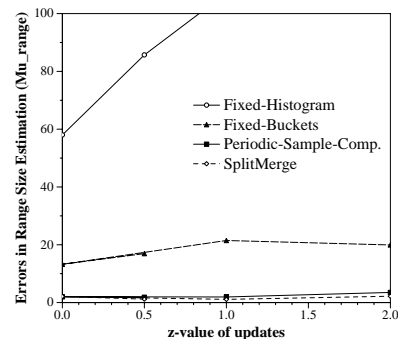 Errors in Range Size Estimation (Mu_range)
100
80
60
40
20
0
Fixed-Histogram
Fixed-Buckets
Periodic-Sample-Comp.
SplitMerge
0.0 0.5 1.0 1.5 2.0
z-value of updates